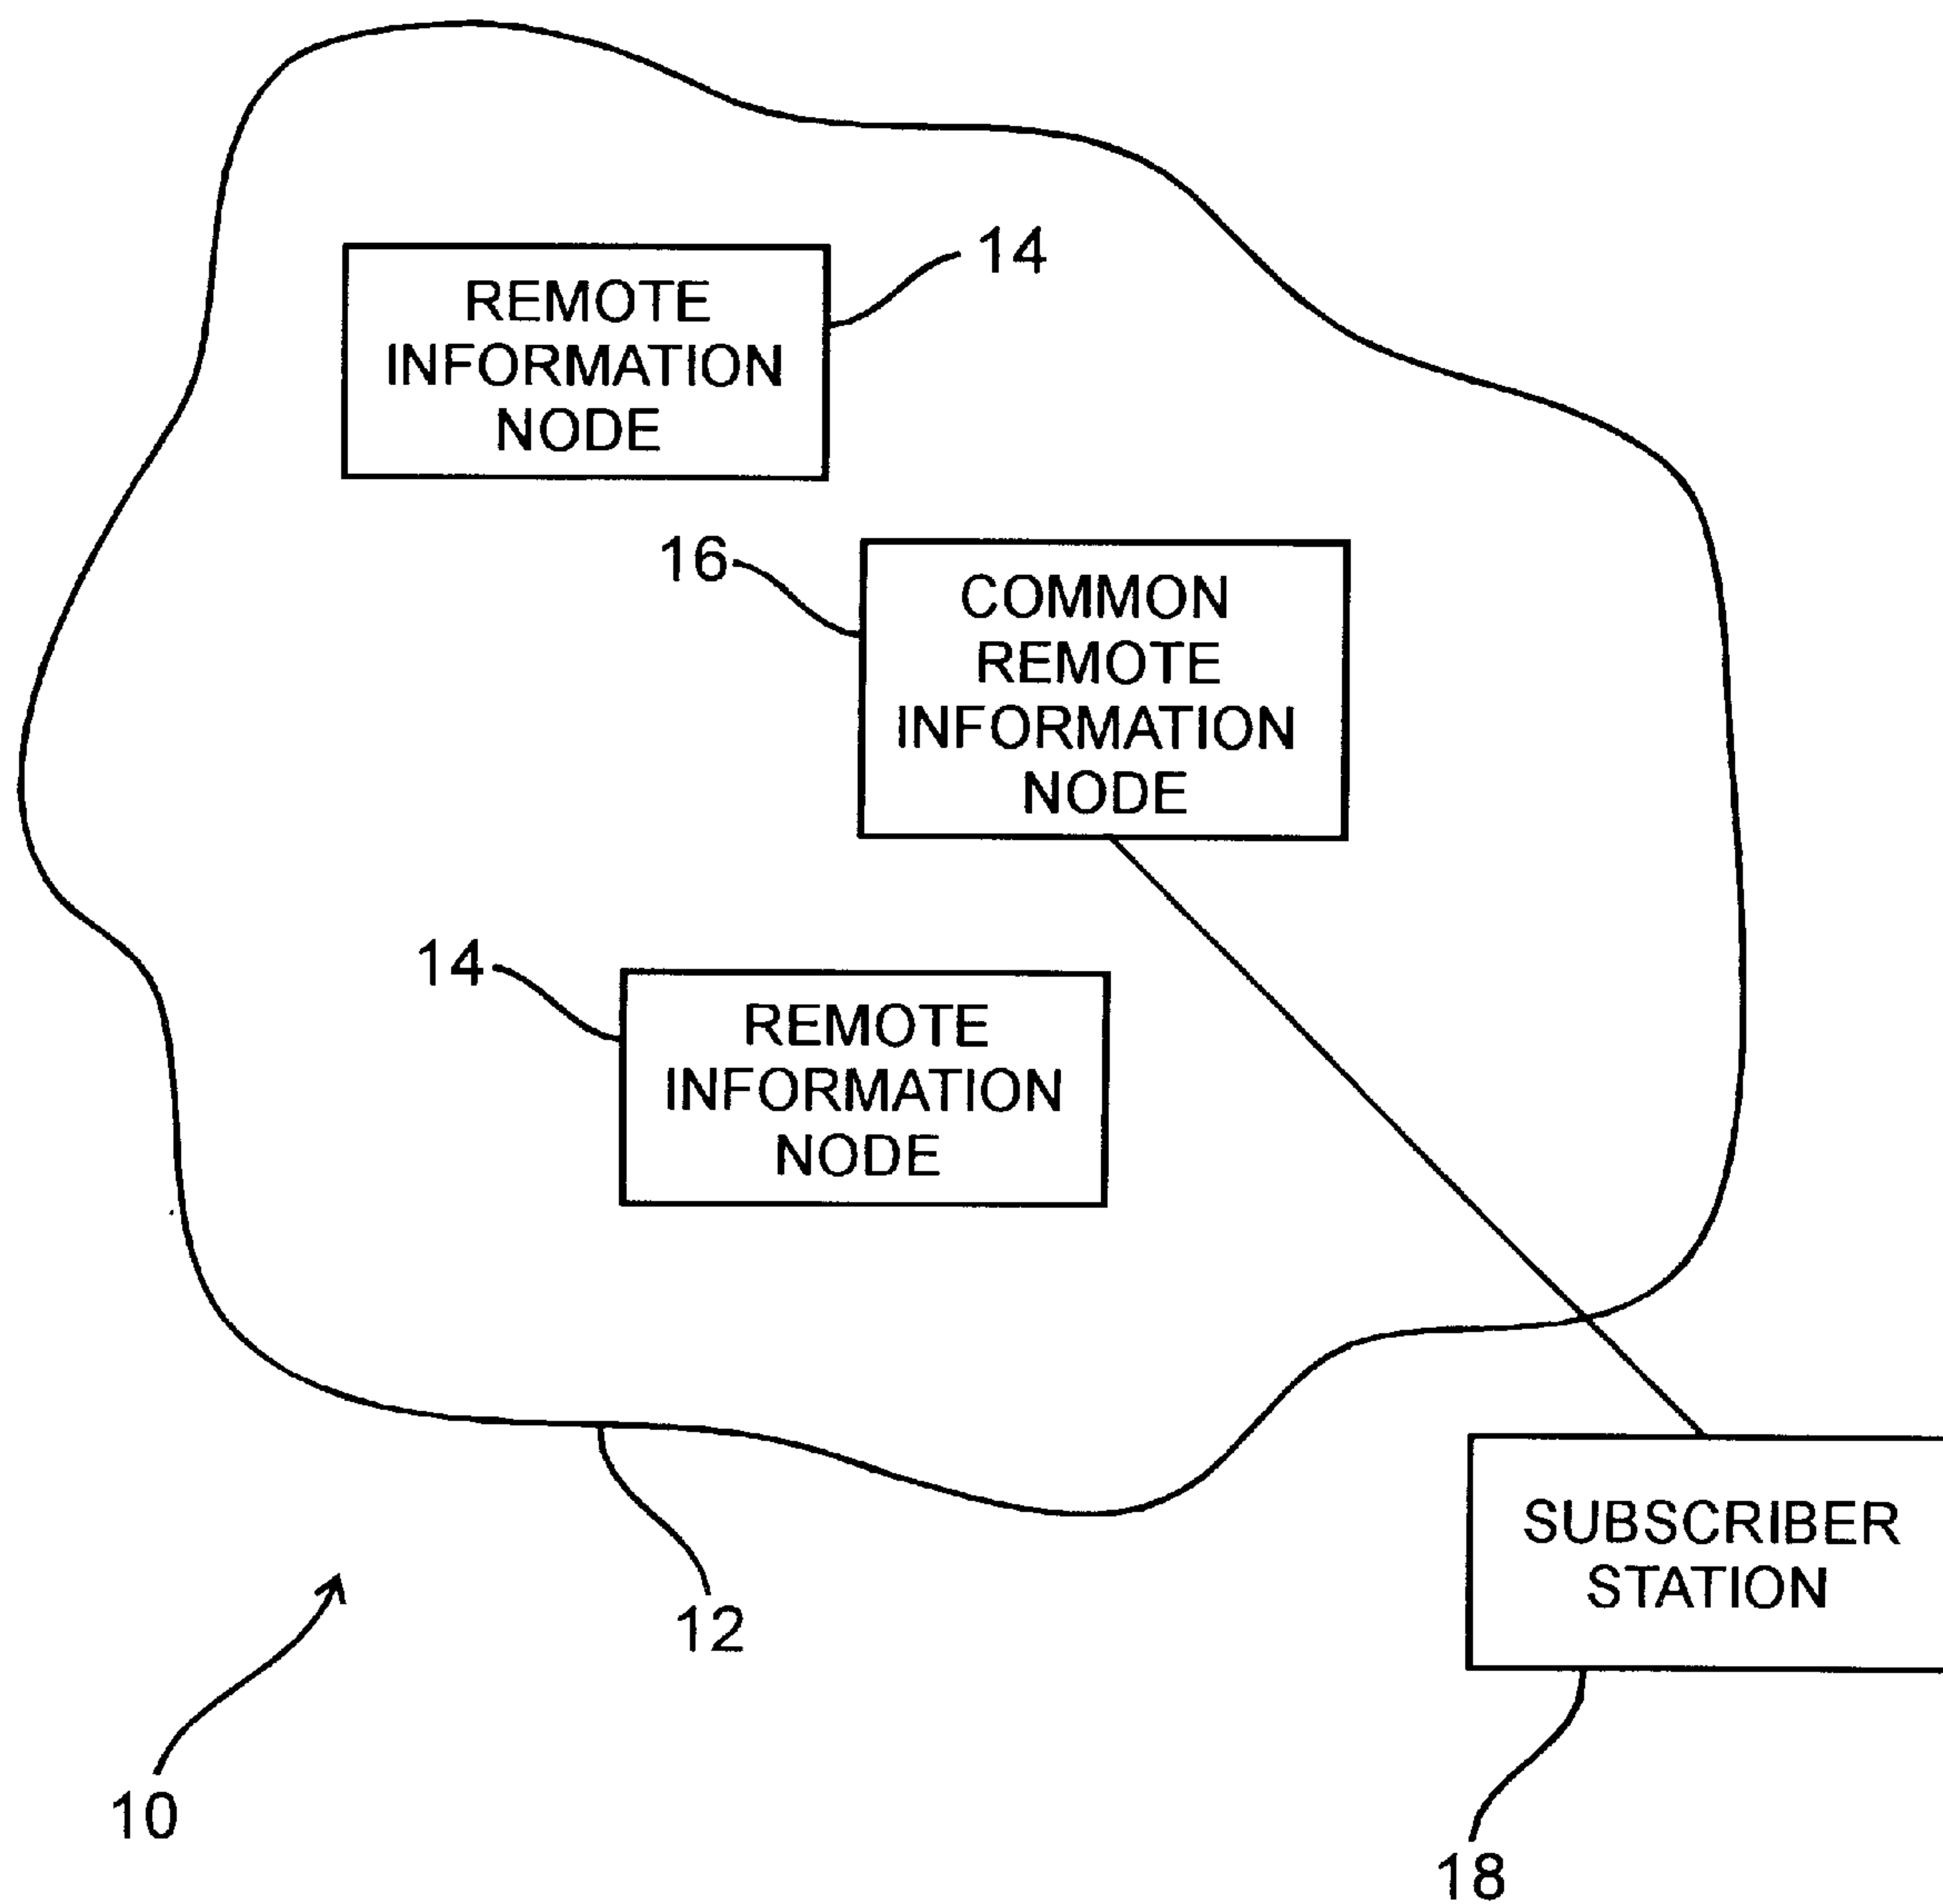 14
REMOTE
INFORMATION
NODE
16
COMMON
REMOTE
INFORMATION
NODE
14
REMOTE
INFORMATION
NODE
SUBSCRIBER
STATION
12
10
18